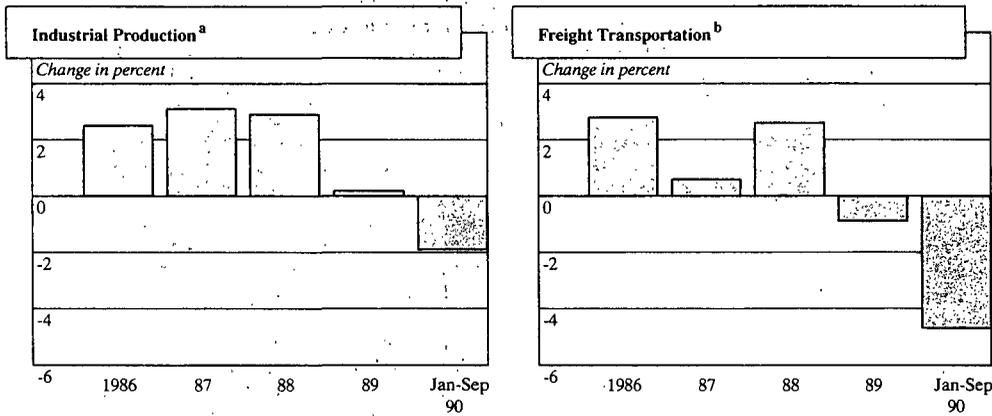 Industrial Production a
Change in percent
4
2
0
-2
-4
-6
1986 87 88 89 Jan-Sep
90
Freight Transportation b
Change in percent
4
2
0
-2
-4
-6
1986 87 88 89 Jan-Sep
90